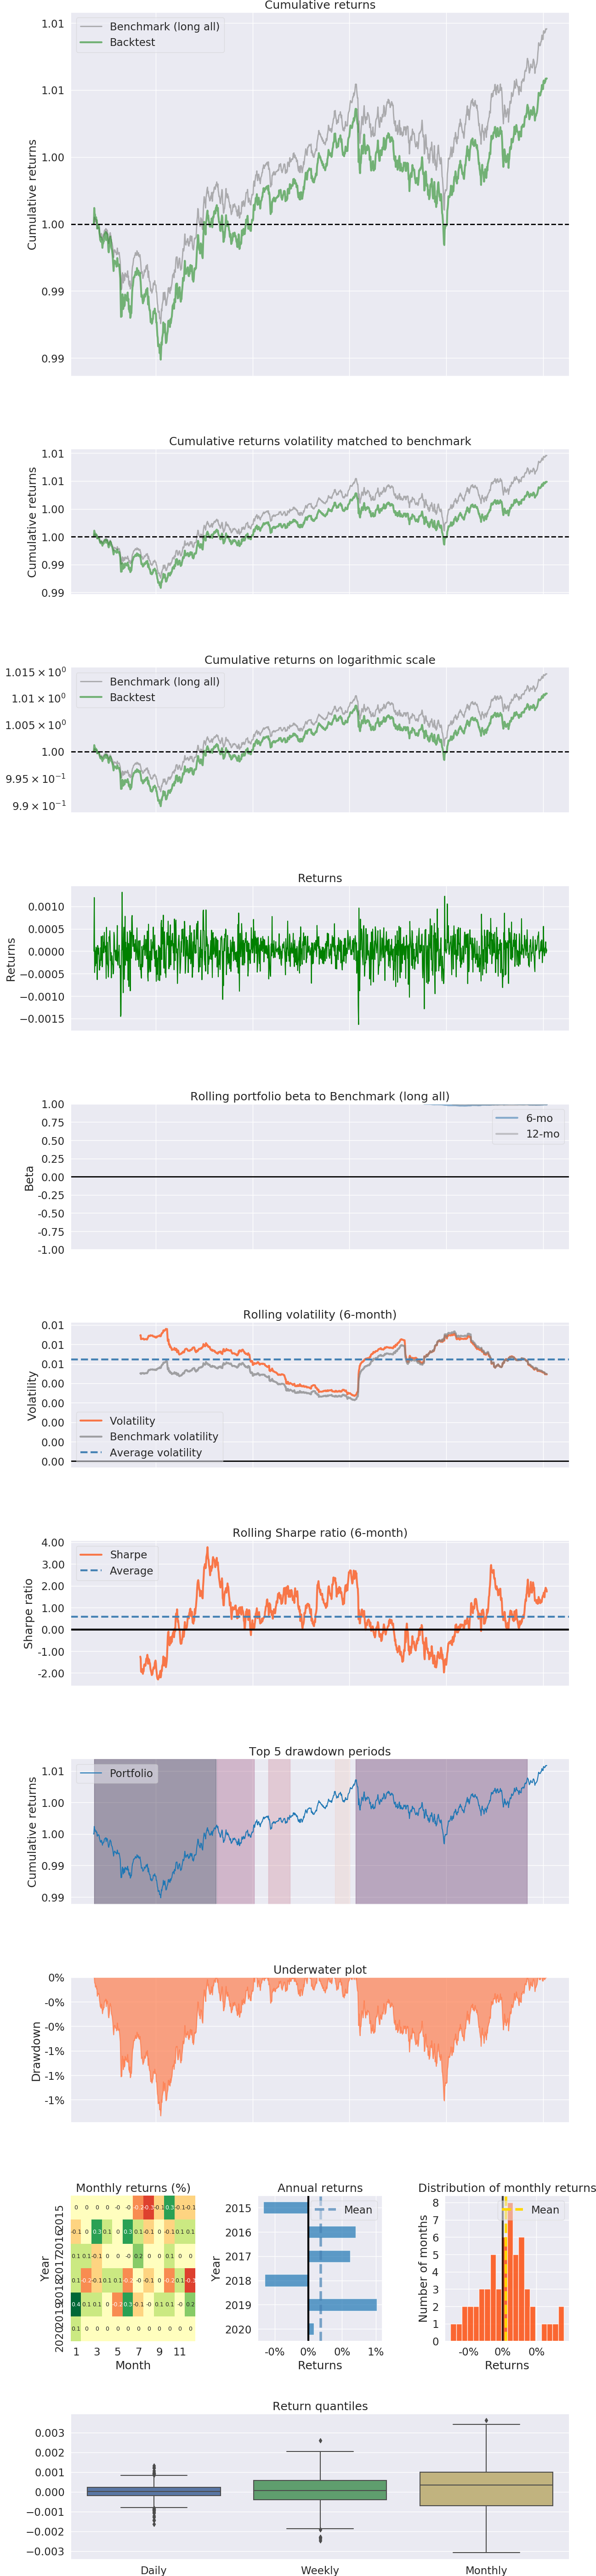 Cumulative returns
Benchmark (long all)
Backtest
1.01
1.01
1.00
1.00
0.99
0.99
Cumulative returns
Cumulative returns volatility matched to benchmark
1.01
1.01
1.00
1.00
0.99
0.99
Cumulative returns
Cumulative returns on logarithmic scale
Benchmark (long all)
Backtest
1.015 × 10⁰
1.01 × 10⁰
1.005 × 10⁰
1.00
9.95 × 10⁻¹
9.9 × 10⁻¹
Returns
0.0010
0.0005
0.0000
−0.0005
−0.0010
−0.0015
Returns
Rolling portfolio beta to Benchmark (long all)
6-mo
12-mo
1.00
0.75
0.50
0.25
0.00
-0.25
-0.50
-0.75
-1.00
Beta
Rolling volatility (6-month)
0.01
0.01
0.01
0.00
0.00
0.00
0.00
0.00
Volatility
Volatility
Benchmark volatility
Average volatility
Rolling Sharpe ratio (6-month)
Sharpe
Average
4.00
3.00
2.00
1.00
0.00
-1.00
-2.00
Sharpe ratio
Top 5 drawdown periods
Portfolio
1.01
1.00
1.00
0.99
0.99
Cumulative returns
Underwater plot
0%
-0%
-0%
-1%
-1%
-1%
Drawdown
Monthly returns (%)
2015
2016
2017
2018
2019
2020
Year
1 3 5 7 9 11
Month
Annual returns
Mean
2015
2016
2017
2018
2019
2020
Year
-0% 0% 0% 1%
Returns
Distribution of monthly returns
Mean
8
7
6
5
4
3
2
1
0
Number of months
-0% 0% 0%
Returns
Return quantiles
0.003
0.002
0.001
0.000
−0.001
−0.002
−0.003
Daily Weekly Monthly